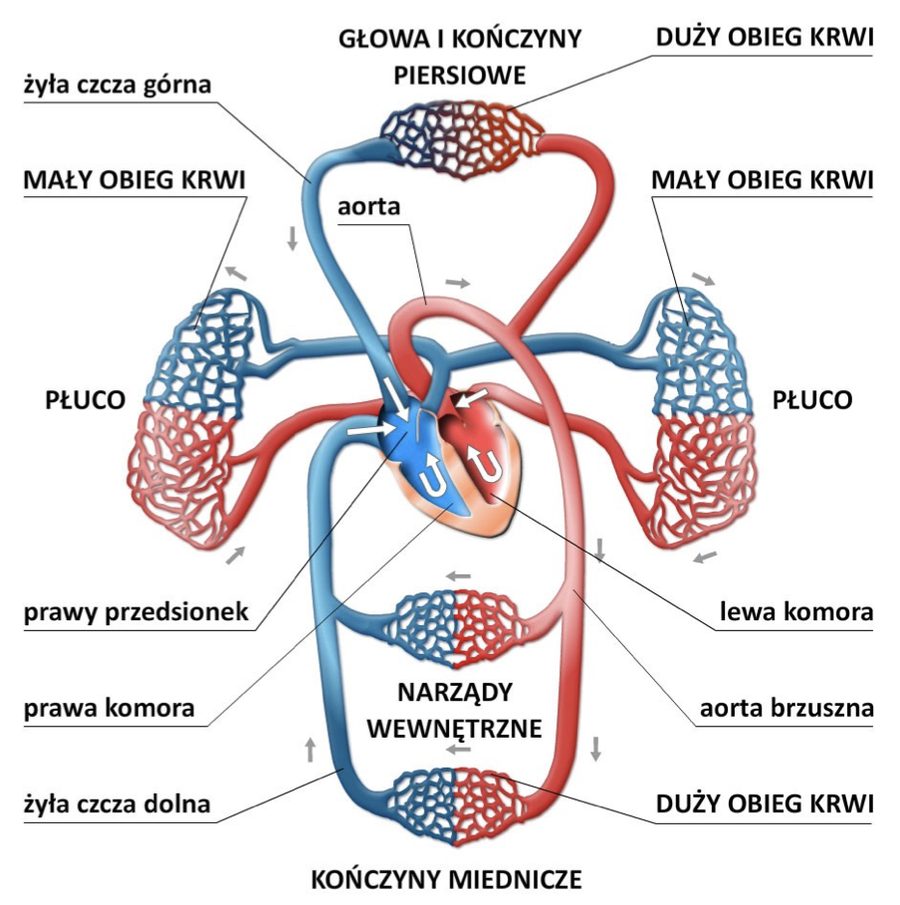 GŁOWA I KOŃCZYNY
PIERSIOWE
DUŻY OBIEG KRWI
żyła czcza górna
MAŁY OBIEG KRWI
MAŁY OBIEG KRWI
aorta
PŁUCO
PŁUCO
prawy przedsionek
lewa komora
NARZĄDY
WEWNĘTRZNE
prawa komora
aorta brzuszna
żyła czcza dolna
DUŻY OBIEG KRWI
KOŃCZYNY MIEDNICZE